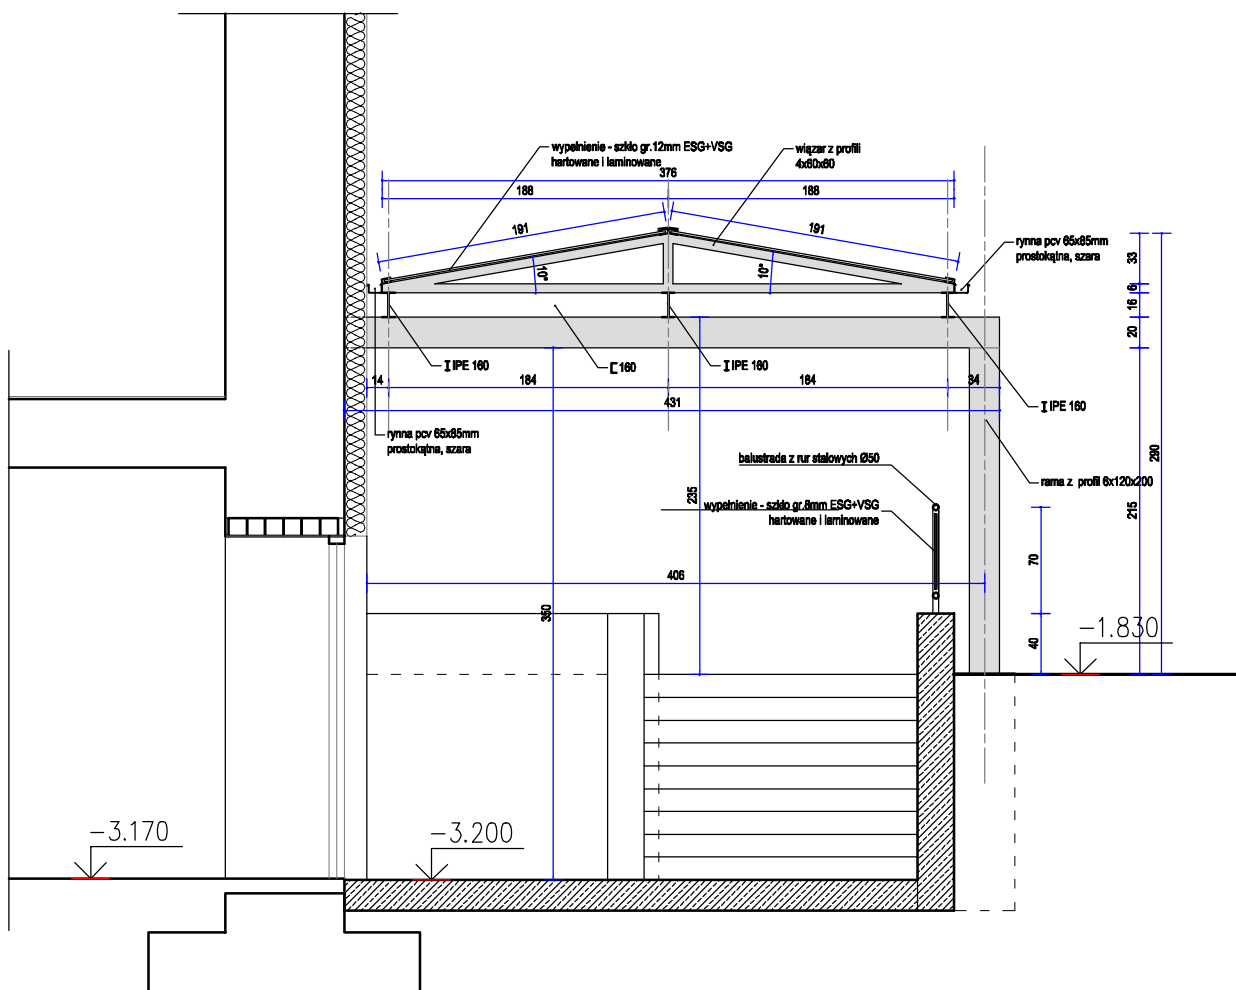 wypełnienie - szkło gr.12mm ESG+VSG
hartowane i laminowane
wiązar z profili
4x60x60
376
188
188
191
191
rynna pcv 65x65mm
prostokątna, szara
10°
10°
33
6
16
20
I IPE 160
[ 160
I IPE 160
14
184
184
34
431
I IPE 160
rynna pcv 65x65mm
prostokątna, szara
balustrada z rur stalowych Ø50
rama z profil 6x120x200
290
215
235
wypełnienie - szkło gr.8mm ESG+VSG
hartowane i laminowane
406
70
350
40
-1.830
-3.170
-3.200